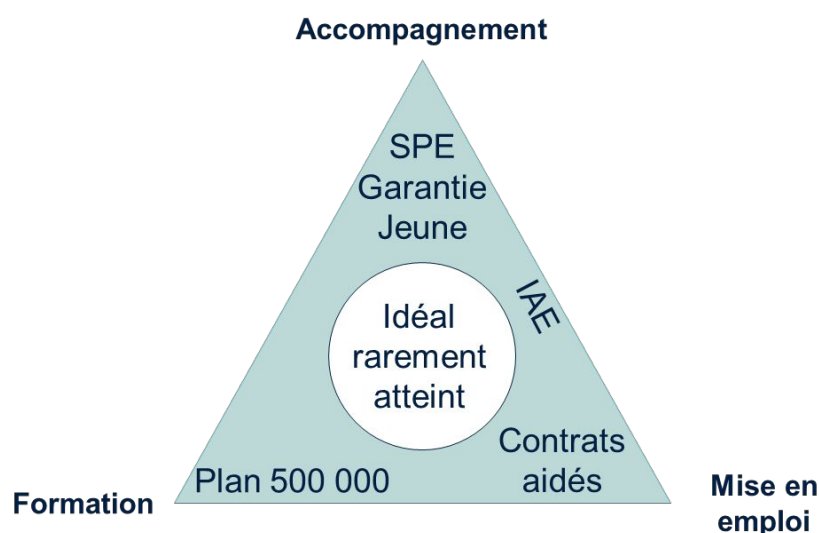 Accompagnement
SPE
Garantie
Jeune
IAE
Idéal
rarement
atteint
Contrats
aidés
Plan 500 000
Formation
Mise en
emploi